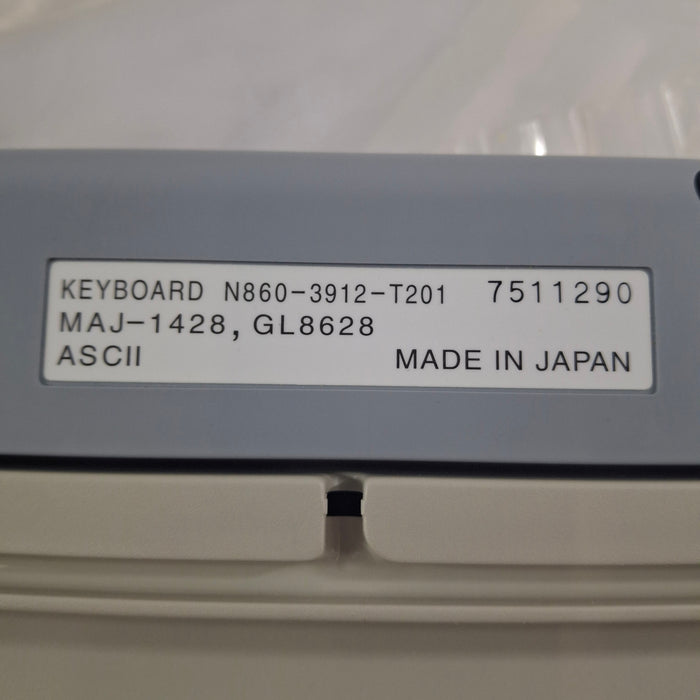 KEYBOARD N860-3912-T201 7511290
MAJ-1428, GL8628
ASCII MADE IN JAPAN